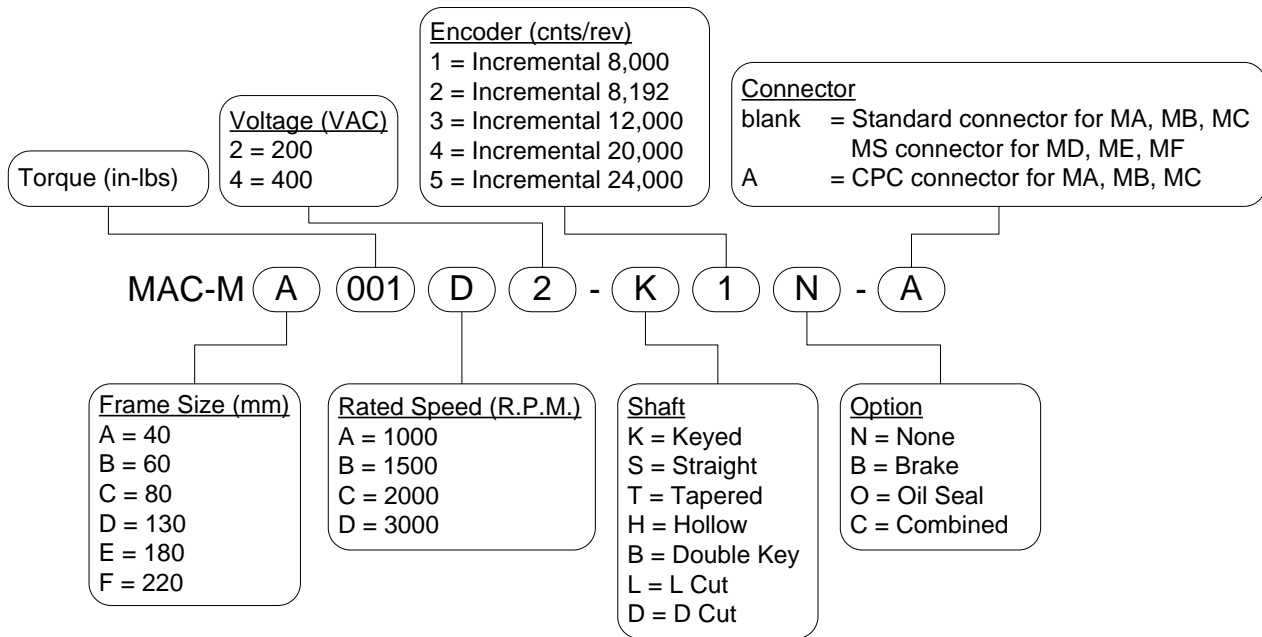 Encoder (cnts/rev)
1 = Incremental 8,000
2 = Incremental 8,192
3 = Incremental 12,000
4 = Incremental 20,000
5 = Incremental 24,000
Connector
blank = Standard connector for MA, MB, MC
MS connector for MD, ME, MF
A = CPC connector for MA, MB, MC
Voltage (VAC)
2 = 200
4 = 400
Torque (in-lbs)
MAC-M A 001 D 2 - K 1 N - A
Frame Size (mm)
A = 40
B = 60
C = 80
D = 130
E = 180
F = 220
Rated Speed (R.P.M.)
A = 1000
B = 1500
C = 2000
D = 3000
Shaft
K = Keyed
S = Straight
T = Tapered
H = Hollow
B = Double Key
L = L Cut
D = D Cut
Option
N = None
B = Brake
O = Oil Seal
C = Combined